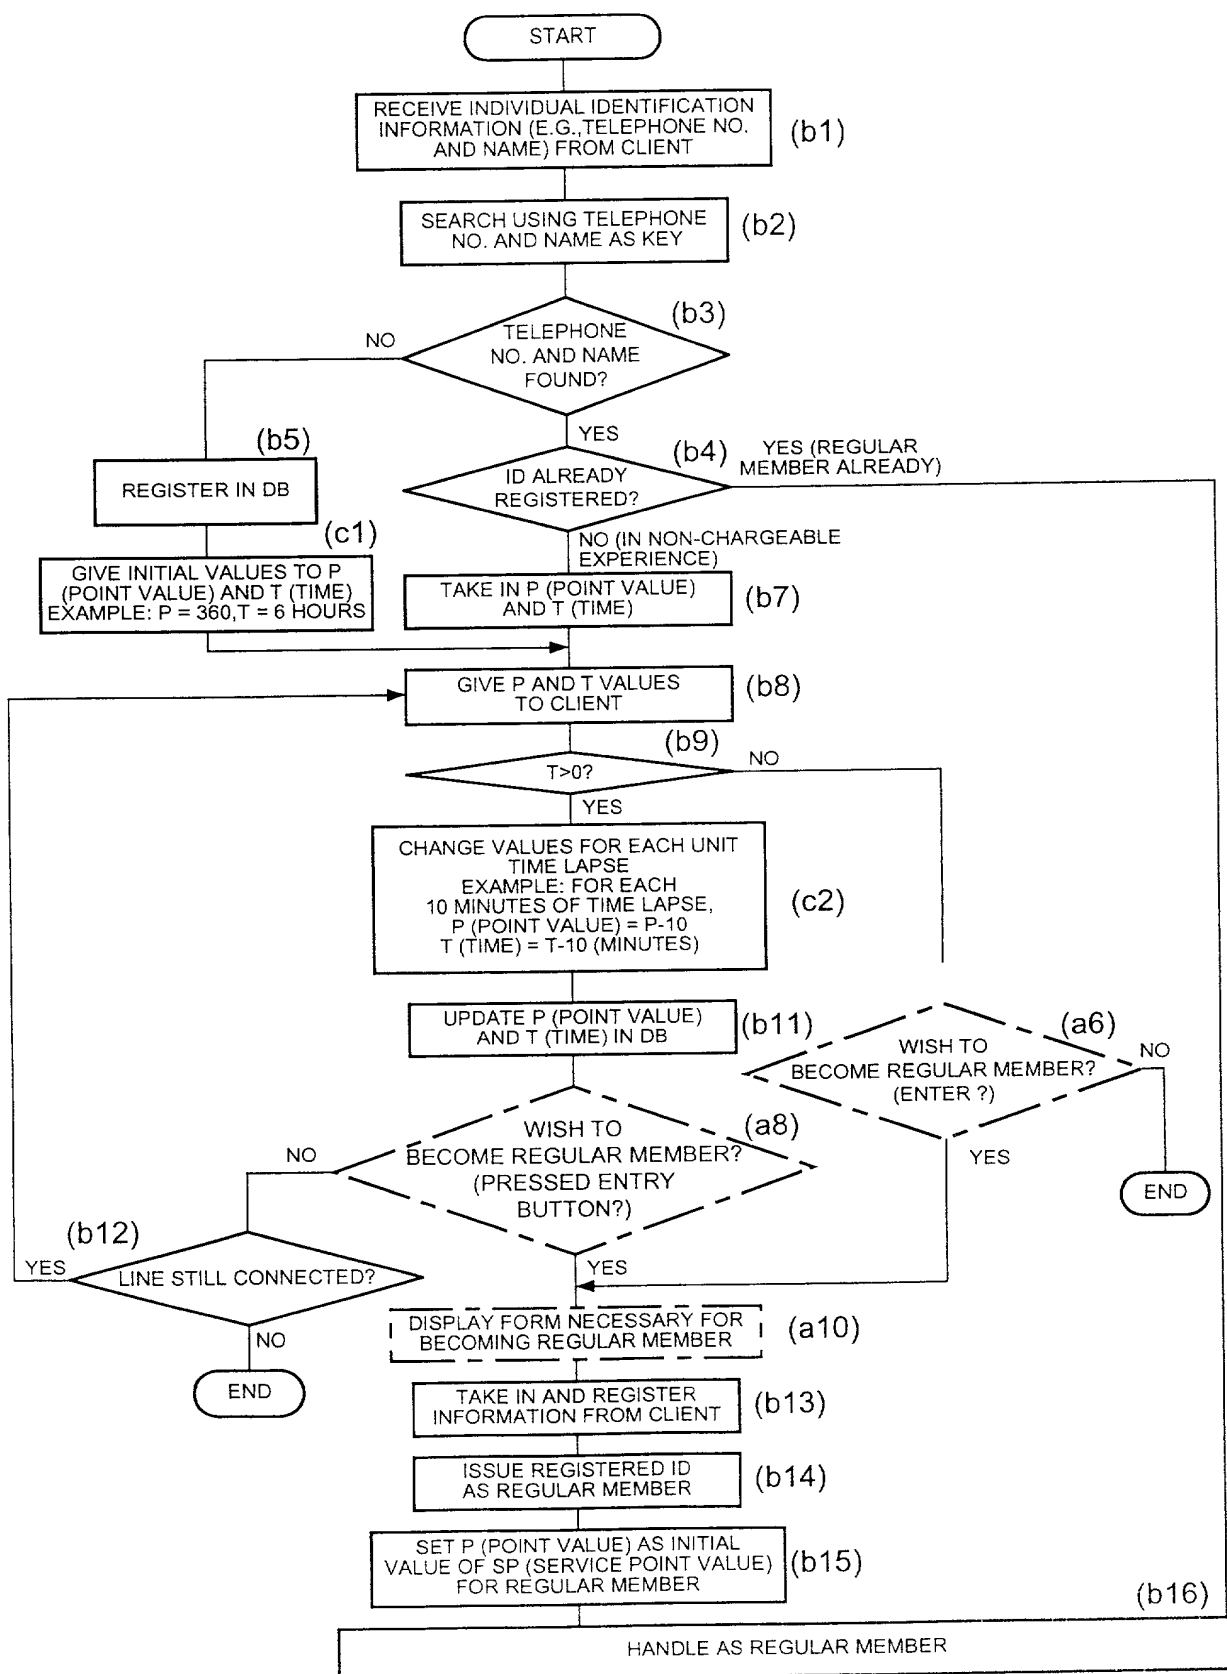 START
RECEIVE INDIVIDUAL IDENTIFICATION
INFORMATION (E.G.,TELEPHONE NO.
AND NAME) FROM CLIENT
(b1)
SEARCH USING TELEPHONE
NO. AND NAME AS KEY
(b2)
(b3)
TELEPHONE
NO. AND NAME
FOUND?
NO
YES
(b5)
REGISTER IN DB
(b4)
ID ALREADY
REGISTERED?
YES (REGULAR
MEMBER ALREADY)
(c1)
GIVE INITIAL VALUES TO P
(POINT VALUE) AND T (TIME)
EXAMPLE: P = 360,T = 6 HOURS
NO (IN NON-CHARGEABLE
EXPERIENCE)
TAKE IN P (POINT VALUE)
AND T (TIME)
(b7)
GIVE P AND T VALUES
TO CLIENT
(b8)
(b9)
T>0?
NO
YES
CHANGE VALUES FOR EACH UNIT
TIME LAPSE
EXAMPLE: FOR EACH
10 MINUTES OF TIME LAPSE,
P (POINT VALUE) = P-10
T (TIME) = T-10 (MINUTES)
(c2)
UPDATE P (POINT VALUE)
AND T (TIME) IN DB
(b11)
(a6)
WISH TO
BECOME REGULAR MEMBER?
(ENTER ?)
NO
YES
END
(a8)
WISH TO
BECOME REGULAR MEMBER?
(PRESSED ENTRY
BUTTON?)
NO
YES
(b12)
LINE STILL CONNECTED?
YES
NO
END
DISPLAY FORM NECESSARY FOR
BECOMING REGULAR MEMBER
(a10)
TAKE IN AND REGISTER
INFORMATION FROM CLIENT
(b13)
ISSUE REGISTERED ID
AS REGULAR MEMBER
(b14)
SET P (POINT VALUE) AS INITIAL
VALUE OF SP (SERVICE POINT VALUE)
FOR REGULAR MEMBER
(b15)
(b16)
HANDLE AS REGULAR MEMBER